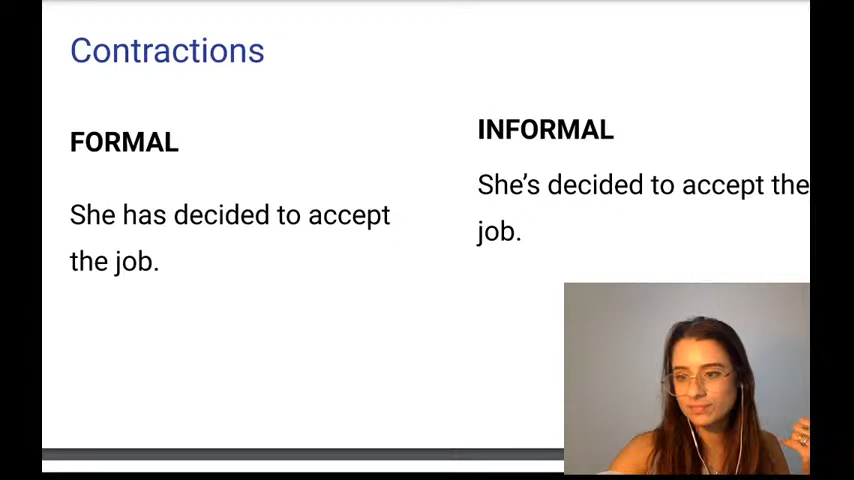 Contractions
FORMAL
She has decided to accept
the job.
INFORMAL
She’s decided to accept the
job.